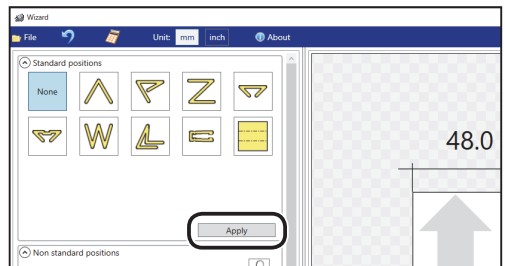 Wizard
File Unit: mm inch About
Standard positions
None
48.0
Apply
Non standard positions